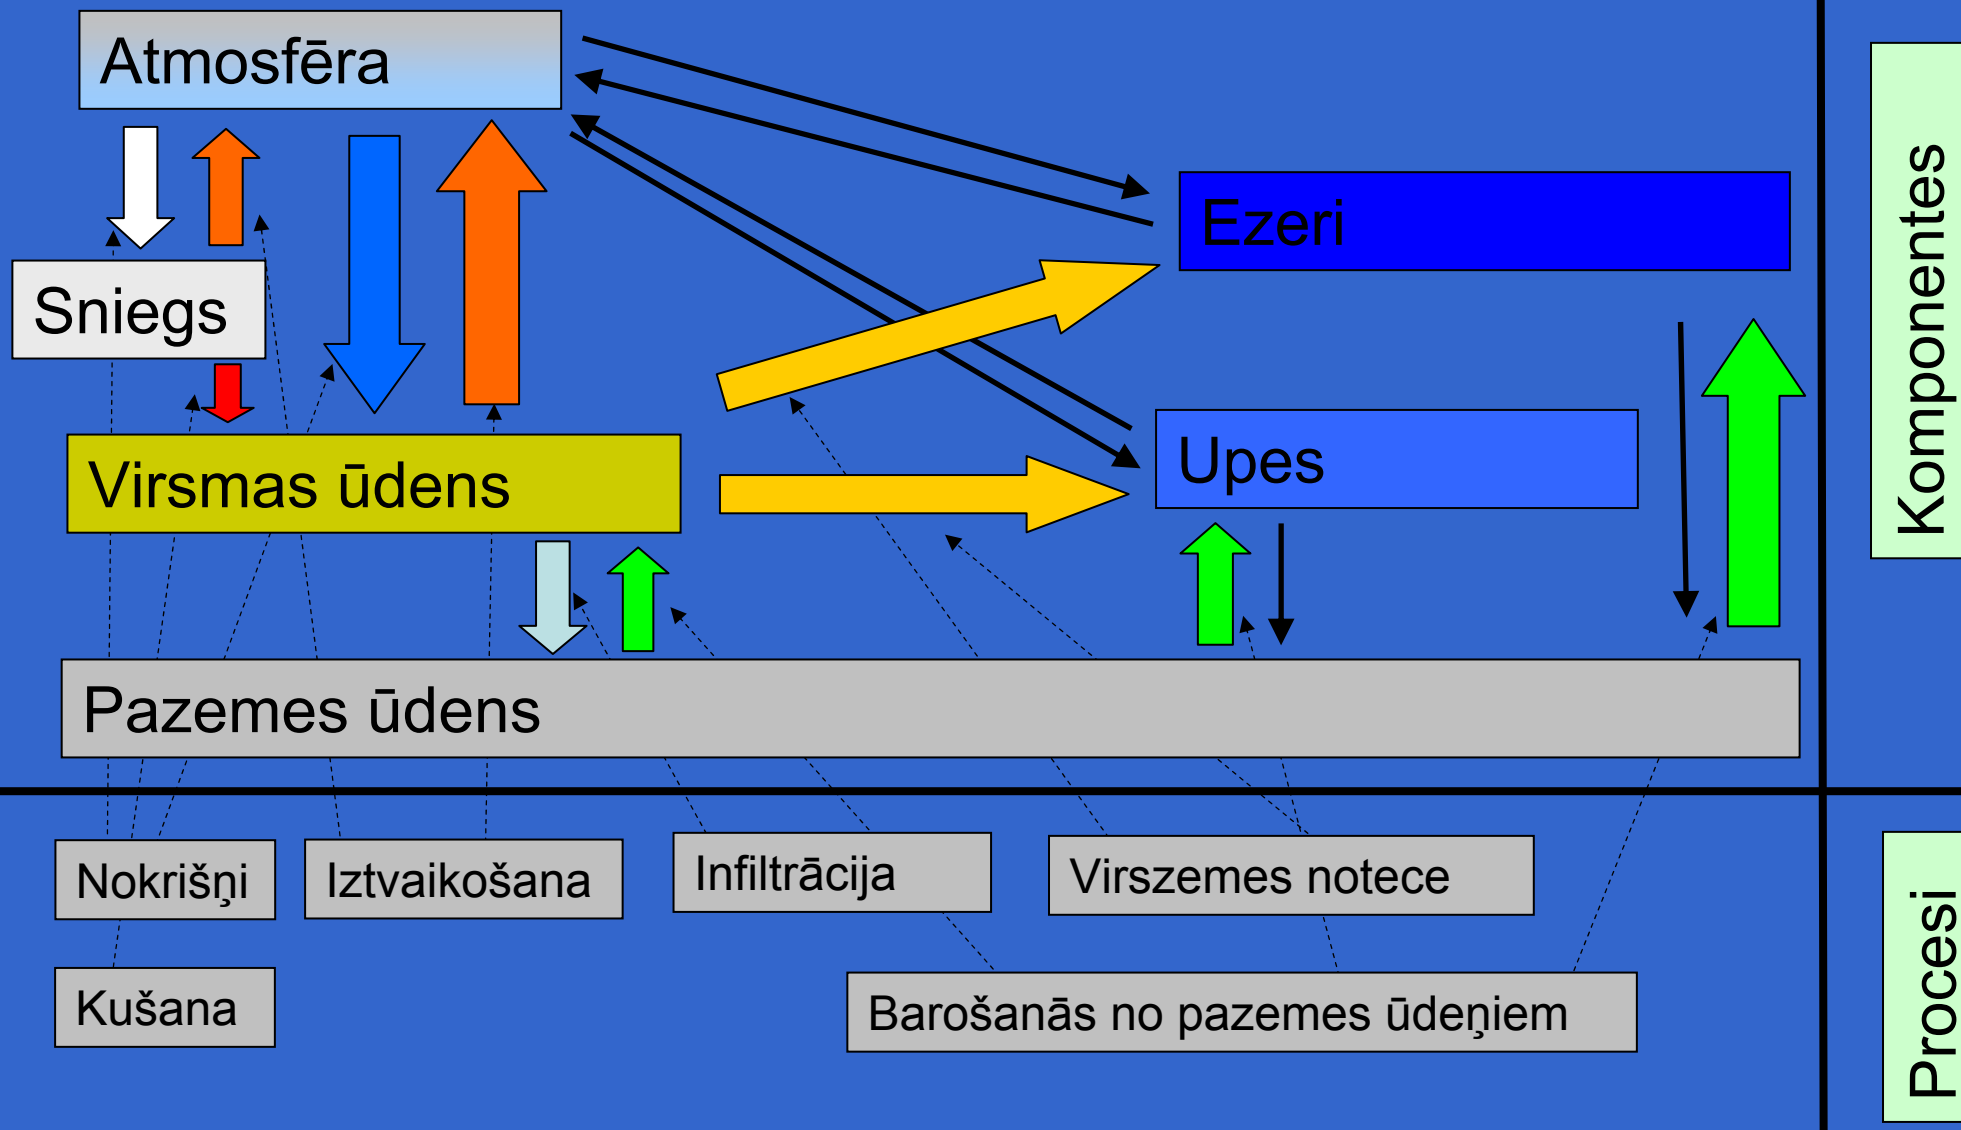 Atmosfēra
Ezeri
Sniegs
Upes
Virsmas ūdens
Pazemes ūdens
Komponentes
Nokrišņi
Iztvaikošana
Infiltrācija
Virszemes notece
Kušana
Barošanās no pazemes ūdeņiem
Procesi